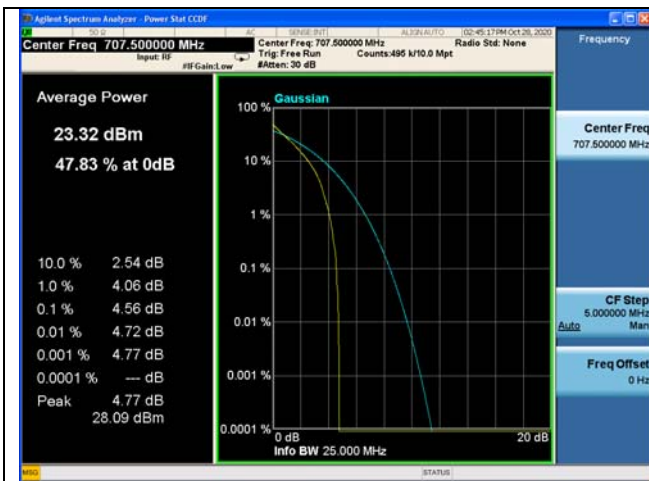 Agilent Spectrum Analyzer - Power Stat CCDF
50 Ω AC SENSE:INT ALIGN AUTO 02:45:17 PM Oct 28, 2020
Center Freq 707.500000 MHz
Input: RF
#IFGain:Low
Center Freq: 707.500000 MHz
Radio Std: None
Trig: Free Run
Counts:495 k/10.0 Mpt
#Atten: 30 dB
Frequency
Average Power
23.32 dBm
47.83 % at 0dB
10.0 % 2.54 dB
1.0 % 4.06 dB
0.1 % 4.56 dB
0.01 % 4.72 dB
0.001 % 4.77 dB
0.0001 % --- dB
Peak 4.77 dB
28.09 dBm
Gaussian
100 %
10 %
1 %
0.1 %
0.01 %
0.001 %
0.0001 %
0 dB
20 dB
Info BW 25.000 MHz
Center Freq
707.500000 MHz
CF Step
5.000000 MHz
Auto Man
Freq Offset
0 Hz
MSG
STATUS